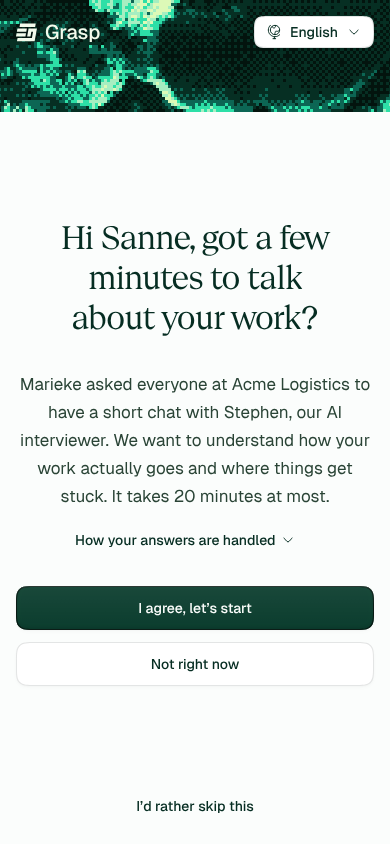 Grasp
English
Hi Sanne, got a few
minutes to talk
about your work?
Marieke asked everyone at Acme Logistics to
have a short chat with Stephen, our AI
interviewer. We want to understand how your
work actually goes and where things get
stuck. It takes 20 minutes at most.
How your answers are handled
I agree, let’s start
Not right now
I’d rather skip this